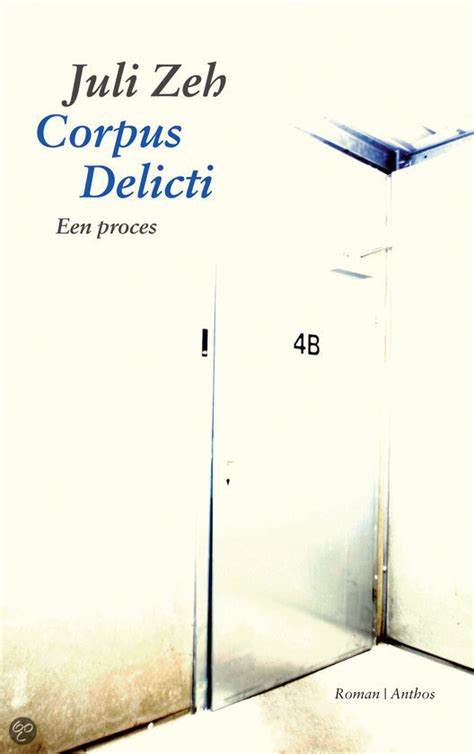 Juli Zeh
Corpus
Delicti
Een proces
4B
Roman | Anthos